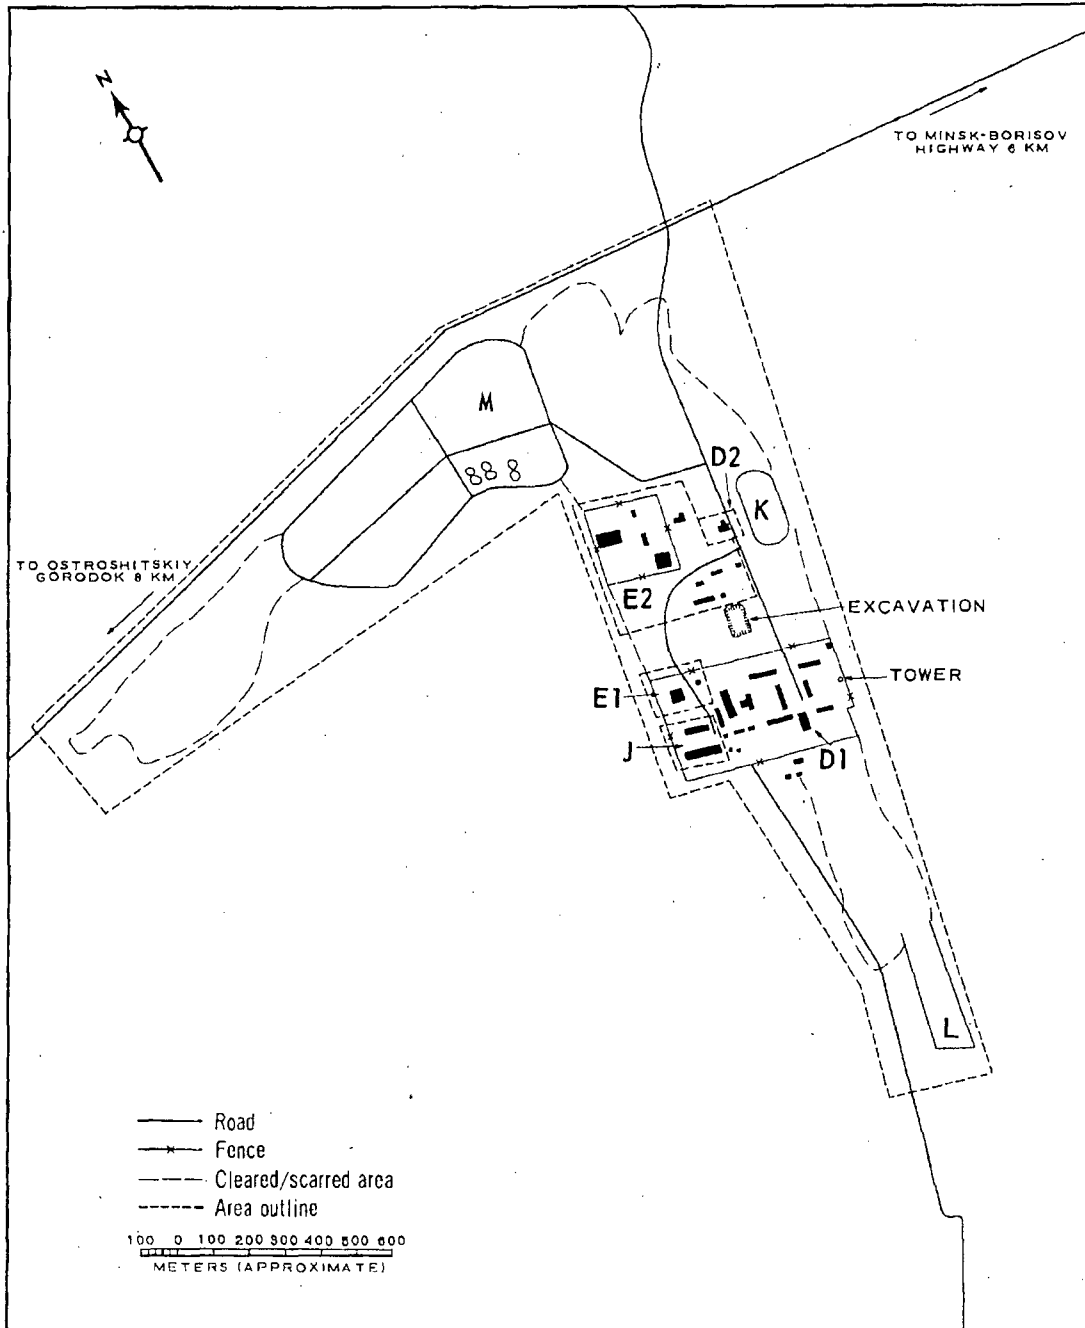 N
TO MINSK-BORISOV
HIGHWAY 6 KM
M
888
D2
K
TO OSTROSHITSKIY
GORODOK 8 KM
E2
EXCAVATION
TOWER
E1
J
D1
L
Road
Fence
Cleared/scarred area
Area outline
100 0 100 200 300 400 500 600
METERS (APPROXIMATE)